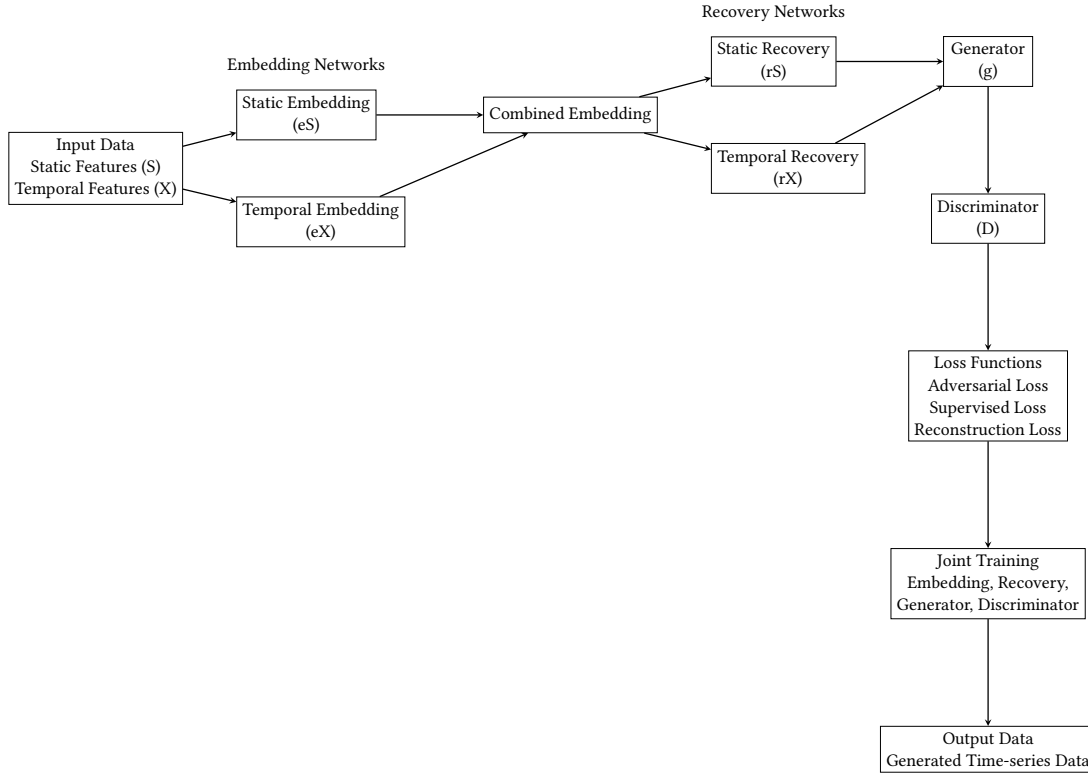 Recovery Networks
Embedding Networks
Input Data
Static Features (S)
Temporal Features (X)
Static Embedding
(eS)
Temporal Embedding
(eX)
Combined Embedding
Static Recovery
(rS)
Temporal Recovery
(rX)
Generator
(g)
Discriminator
(D)
Loss Functions
Adversarial Loss
Supervised Loss
Reconstruction Loss
Joint Training
Embedding, Recovery,
Generator, Discriminator
Output Data
Generated Time-series Data